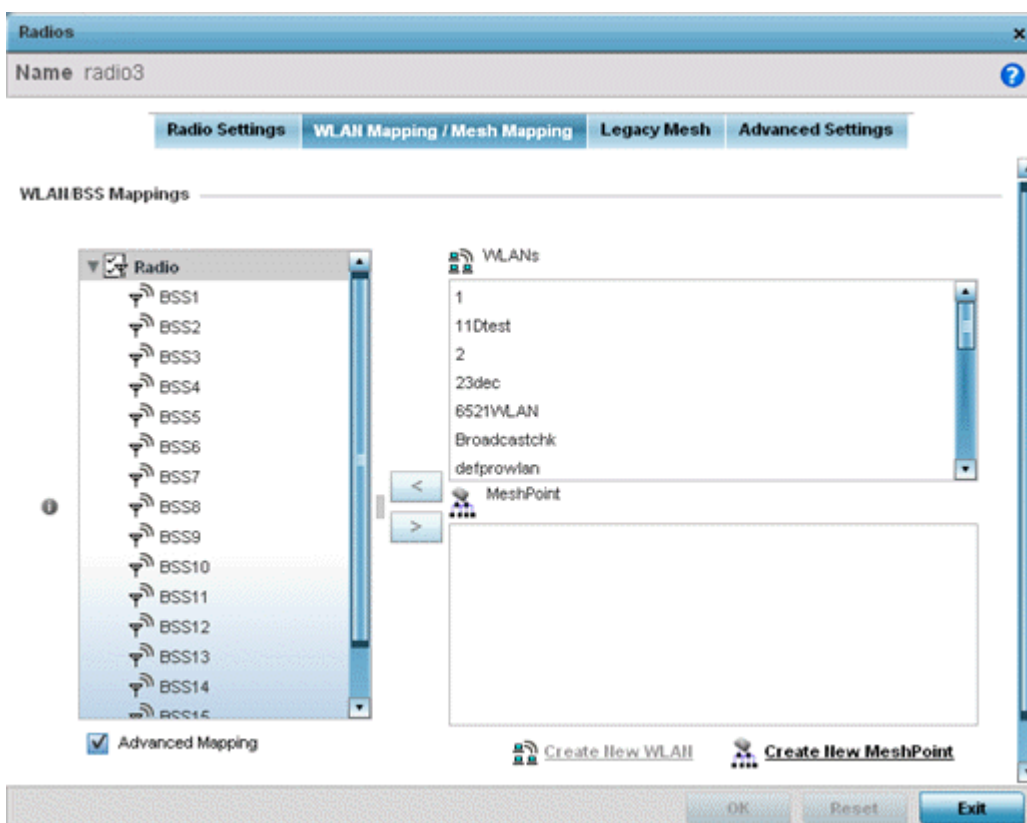 Radios
Name radio3
Radio Settings
WLAN Mapping / Mesh Mapping
Legacy Mesh
Advanced Settings
WLAN/BSS Mappings
Radio
BSS1
BSS2
BSS3
BSS4
BSS5
BSS6
BSS7
BSS8
BSS9
BSS10
BSS11
BSS12
BSS13
BSS14
BSS15
Advanced Mapping
<
>
WLANs
1
11Dtest
2
23dec
6521WLAN
Broadcastchk
defprowlan
MeshPoint
Create New WLAN
Create New MeshPoint
OK
Reset
Exit